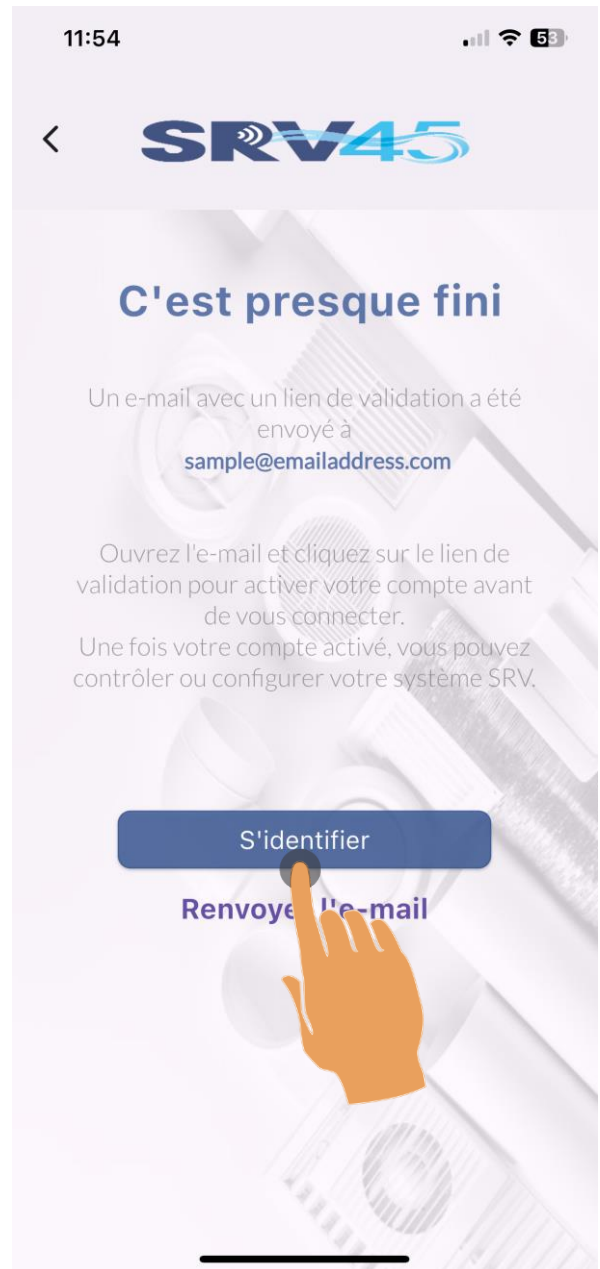 11:54
53
SRV45
C'est presque fini
Un e-mail avec un lien de validation a été
envoyé à
sample@emailaddress.com
Ouvrez l'e-mail et cliquez sur le lien de
validation pour activer votre compte avant
de vous connecter.
Une fois votre compte activé, vous pouvez
contrôler ou configurer votre système SRV.
S'identifier
Renvoyer l'e-mail